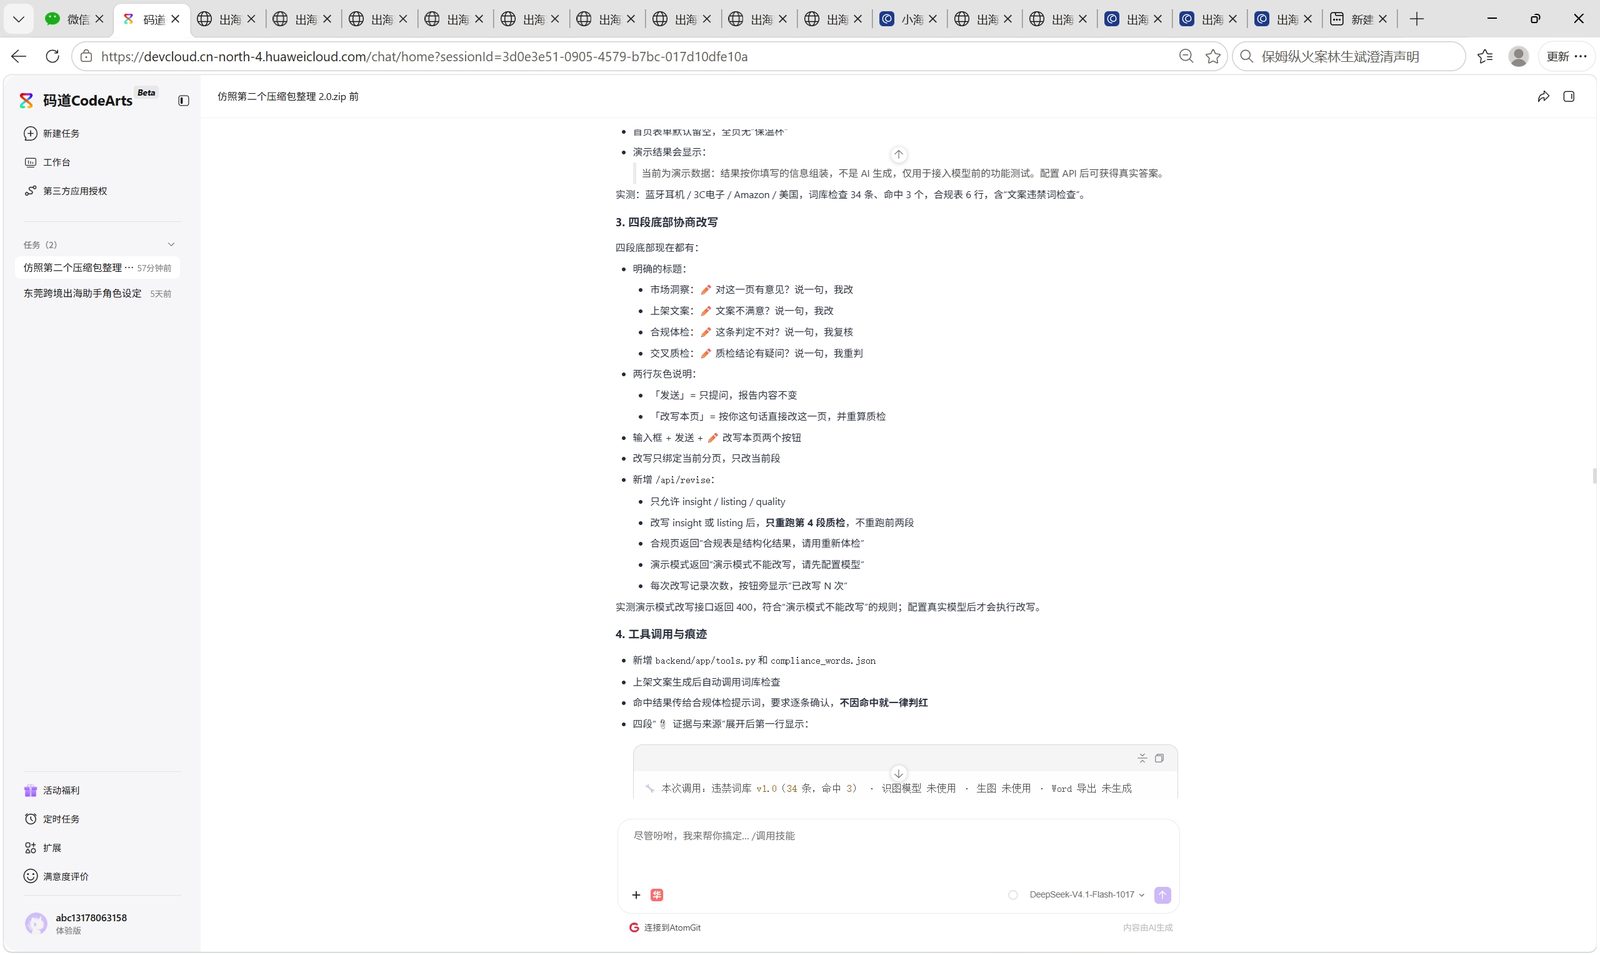 微信
码道
出海
出海
出海
出海
出海
出海
出海
出海
出海
小海
出海
出海
出海
出海
出海
新建
https://devcloud.cn-north-4.huaweicloud.com/chat/home?sessionId=3d0e3e51-0905-4579-b7bc-017d10dfe10a
保姆纵火案林生斌澄清声明
更新
码道CodeArts Beta
仿照第二个压缩包整理 2.0.zip 前
新建任务
工作台
第三方应用授权
任务（2）
仿照第二个压缩包整理 ··· 57分钟前
东莞跨境出海助手角色设定 5天前
首页表单默认留空，全页无“保温杯”
演示结果会显示：
当前为演示数据：结果按你填写的信息组装，不是 AI 生成，仅用于接入模型前的功能测试。配置 API 后可获得真实答案。
实测：蓝牙耳机 / 3C电子 / Amazon / 美国，词库检查 34 条、命中 3 个，合规表 6 行，含“文案违禁词检查”。
3. 四段底部协商改写
四段底部现在都有：
明确的标题：
市场洞察：✏️ 对这一页有意见？说一句，我改
上架文案：✏️ 文案不满意？说一句，我改
合规体检：✏️ 这条判定不对？说一句，我复核
交叉质检：✏️ 质检结论有疑问？说一句，我重判
两行灰色说明：
「发送」= 只提问，报告内容不变
「改写本页」= 按你这句话直接改这一页，并重算质检
输入框 + 发送 + ✏️ 改写本页两个按钮
改写只绑定当前分页，只改当前段
新增 /api/revise：
只允许 insight / listing / quality
改写 insight 或 listing 后，只重跑第 4 段质检，不重跑前两段
合规页返回“合规表是结构化结果，请用重新体检”
演示模式返回“演示模式不能改写，请先配置模型”
每次改写记录次数，按钮旁显示“已改写 N 次”
实测演示模式改写接口返回 400，符合“演示模式不能改写”的规则；配置真实模型后才会执行改写。
4. 工具调用与痕迹
新增 backend/app/tools.py 和 compliance_words.json
上架文案生成后自动调用词库检查
命中结果传给合规体检提示词，要求逐条确认，不因命中就一律判红
四段“📎 证据与来源”展开后第一行显示：
🔧 本次调用：违禁词库 v1.0（34 条，命中 3） · 识图模型 未使用 · 生图 未使用 · Word 导出 未生成
尽管吩咐，我来帮你搞定... /调用技能
DeepSeek-V4.1-Flash-1017
连接到AtomGit
内容由AI生成
活动福利
定时任务
扩展
满意度评价
abc13178063158
体验版